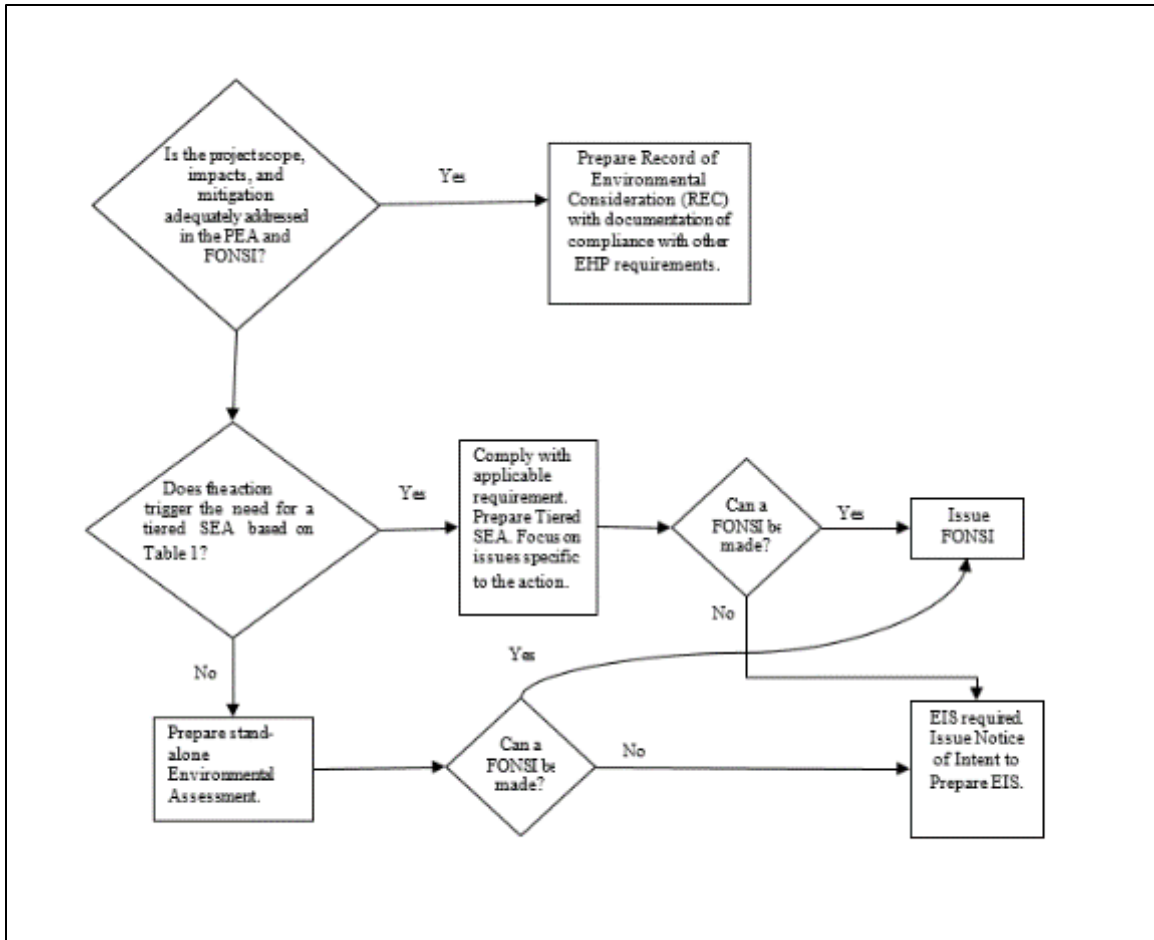 Is the project scope,
impacts, and
mitigation
adequately addressed
in the PEA and
FONSI?
Yes
Prepare Record of
Environmental
Consideration (REC)
with documentation of
compliance with other
EHP requirements.
Does the action
trigger the need for a
tiered SEA based on
Table 1?
Yes
Comply with
applicable
requirement.
Prepare Tiered
SEA. Focus on
issues specific
to the action.
Can a
FONSI be
made?
Yes
Issue
FONSI
No
No
Yes
Prepare stand-
alone
Environmental
Assessment.
Can a
FONSI be
made?
No
EIS required.
Issue Notice
of Intent to
Prepare EIS.